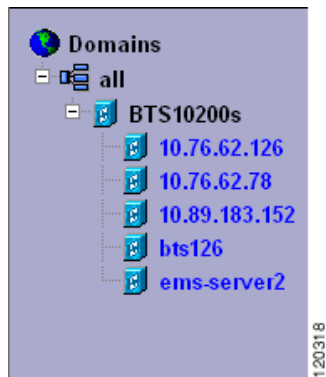 Domains
all
BTS10200s
10.76.62.126
10.76.62.78
10.89.183.152
bts126
ems-server2
120318